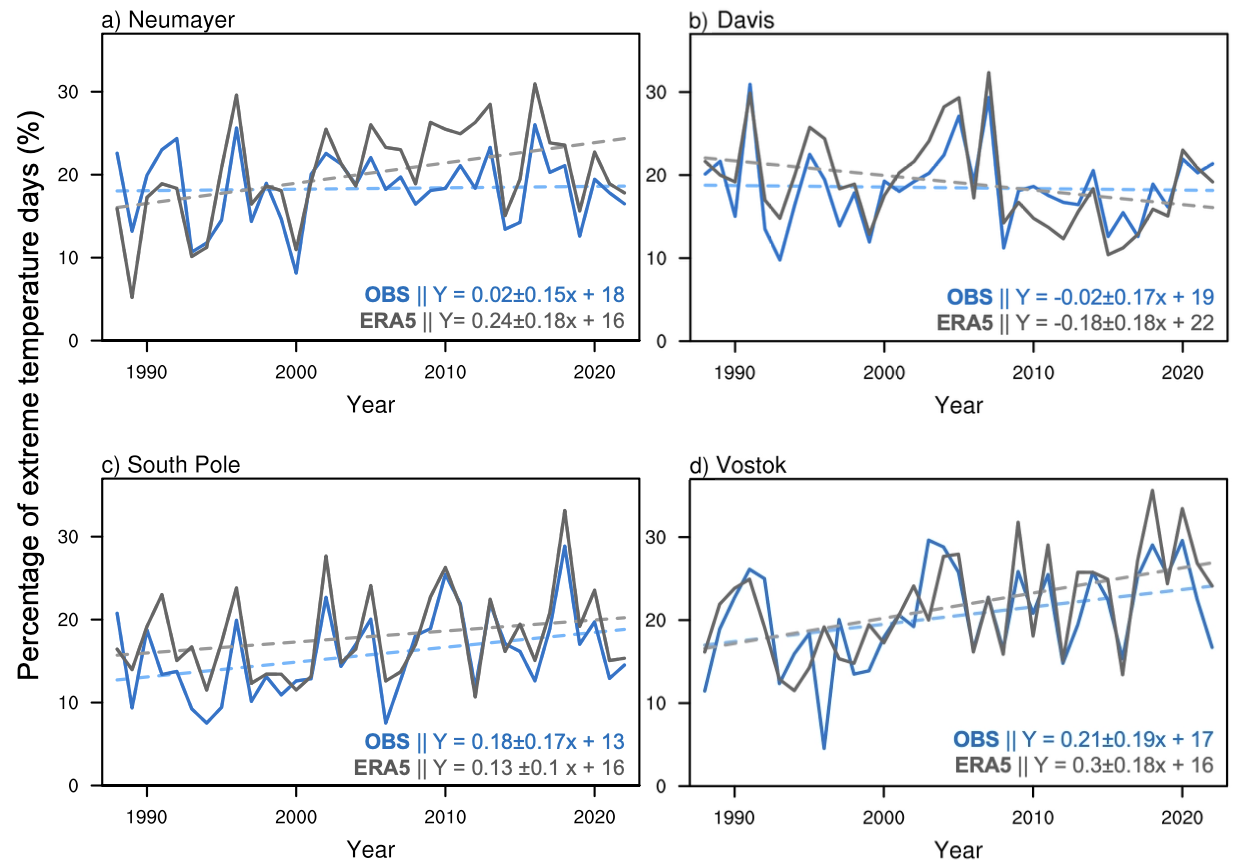 Percentage of extreme temperature days (%)
a) Neumayer
30
20
10
0
1990 2000 2010 2020
Year
OBS || Y = 0.02±0.15x + 18
ERA5 || Y= 0.24±0.18x + 16
b) Davis
30
20
10
0
1990 2000 2010 2020
Year
OBS || Y = -0.02±0.17x + 19
ERA5 || Y = -0.18±0.18x + 22
c) South Pole
30
20
10
0
1990 2000 2010 2020
Year
OBS || Y = 0.18±0.17x + 13
ERA5 || Y = 0.13 ±0.1 x + 16
d) Vostok
30
20
10
0
1990 2000 2010 2020
Year
OBS || Y = 0.21±0.19x + 17
ERA5 || Y = 0.3±0.18x + 16